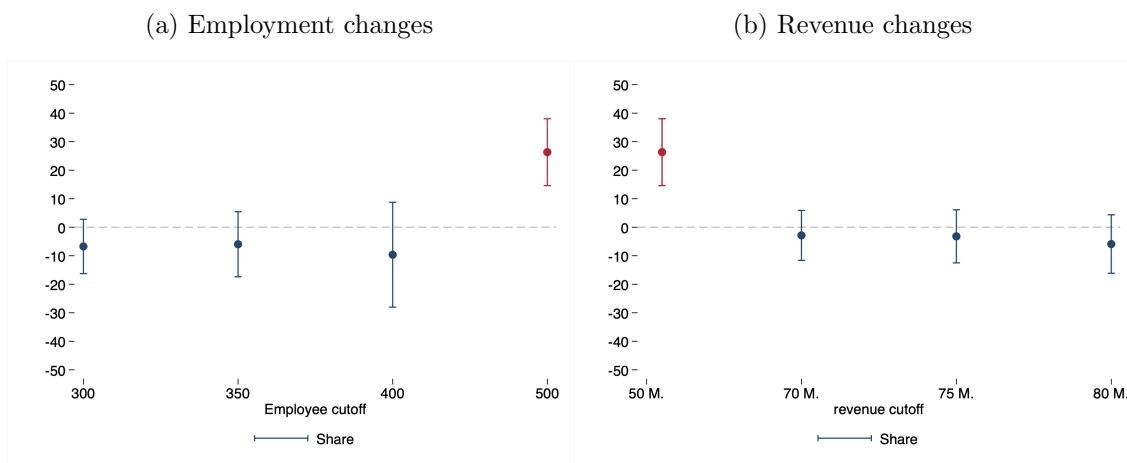 (a) Employment changes
50
40
30
20
10
0
-10
-20
-30
-40
-50
300 350 400 500
Employee cutoff
Share
(b) Revenue changes
50
40
30
20
10
0
-10
-20
-30
-40
-50
50 M. 70 M. 75 M. 80 M.
revenue cutoff
Share